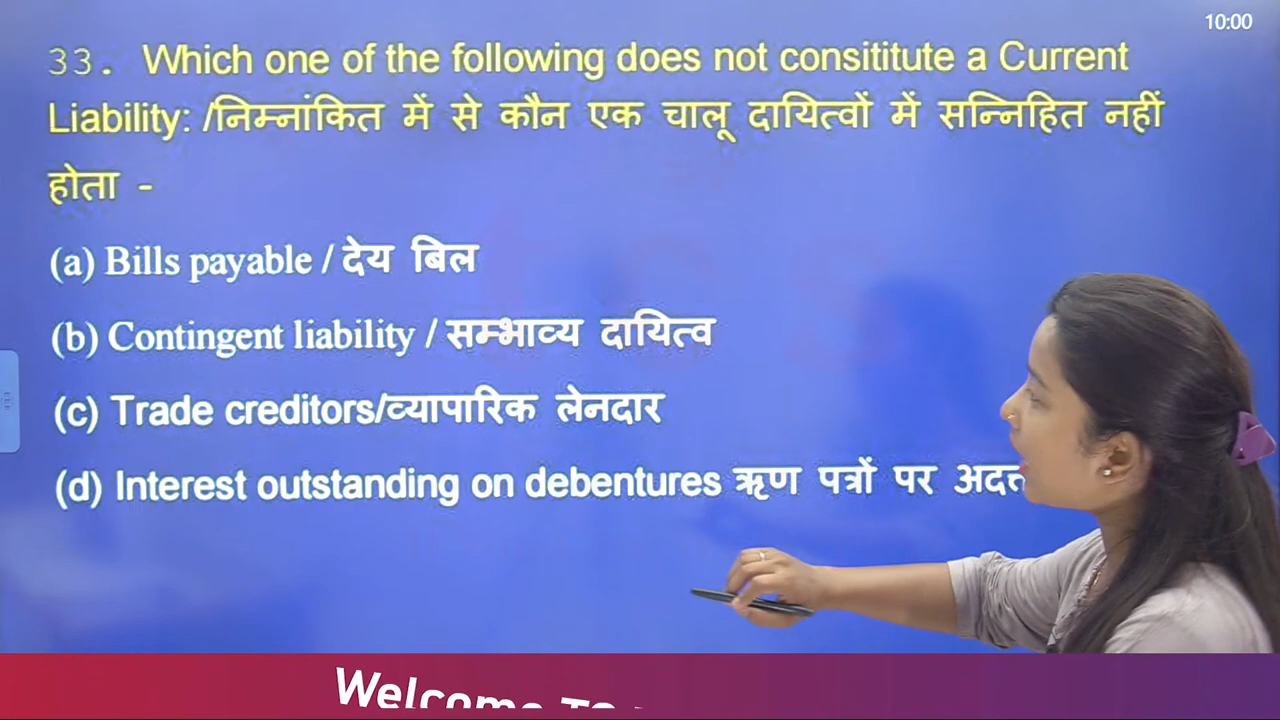 10:00
33. Which one of the following does not consititute a Current
Liability: /निम्नांकित में से कौन एक चालू दायित्वों में सन्निहित नहीं
होता -
(a) Bills payable / देय बिल
(b) Contingent liability / सम्भाव्य दायित्व
(c) Trade creditors/व्यापारिक लेनदार
(d) Interest outstanding on debentures ऋण पत्रों पर
Welcome